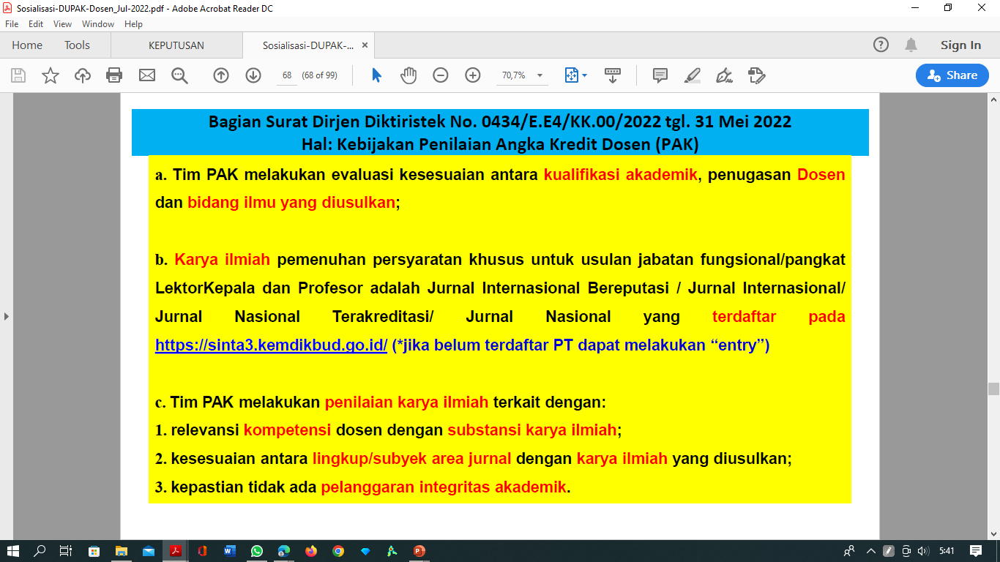 Sosialisasi-DUPAK-Dosen_Jul-2022.pdf - Adobe Acrobat Reader DC
File Edit View Window Help
Home Tools KEPUTUSAN Sosialisasi-DUPAK-... × Sign In
68 (68 of 99) 70,7% Share
Bagian Surat Dirjen Diktiristek No. 0434/E.E4/KK.00/2022 tgl. 31 Mei 2022
Hal: Kebijakan Penilaian Angka Kredit Dosen (PAK)
a. Tim PAK melakukan evaluasi kesesuaian antara kualifikasi akademik, penugasan Dosen
dan bidang ilmu yang diusulkan;
b. Karya ilmiah pemenuhan persyaratan khusus untuk usulan jabatan fungsional/pangkat
LektorKepala dan Profesor adalah Jurnal Internasional Bereputasi / Jurnal Internasional/
Jurnal Nasional Terakreditasi/ Jurnal Nasional yang terdaftar pada
https://sinta3.kemdikbud.go.id/ (*jika belum terdaftar PT dapat melakukan “entry”)
c. Tim PAK melakukan penilaian karya ilmiah terkait dengan:
1. relevansi kompetensi dosen dengan substansi karya ilmiah;
2. kesesuaian antara lingkup/subyek area jurnal dengan karya ilmiah yang diusulkan;
3. kepastian tidak ada pelanggaran integritas akademik.
5:41